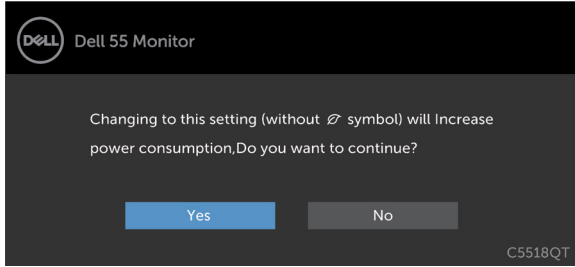 DELL Dell 55 Monitor
Changing to this setting (without symbol) will Increase
power consumption,Do you want to continue?
Yes No
C5518QT